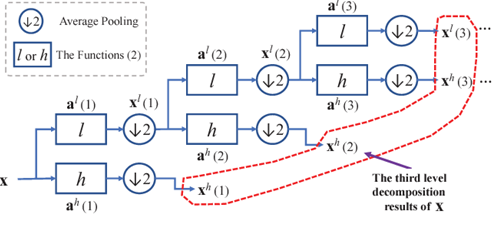 ↓2 Average Pooling
l or h The Functions (2)
a^l(3)
l ↓2 x^l(3) ...
a^l(2) x^l(2)
l ↓2 h ↓2 x^h(3) ...
a^h(3)
a^l(1) x^l(1)
l ↓2 h ↓2 x^h(2)
a^h(2)
x h ↓2 x^h(1)
a^h(1)
The third level
decomposition
results of x